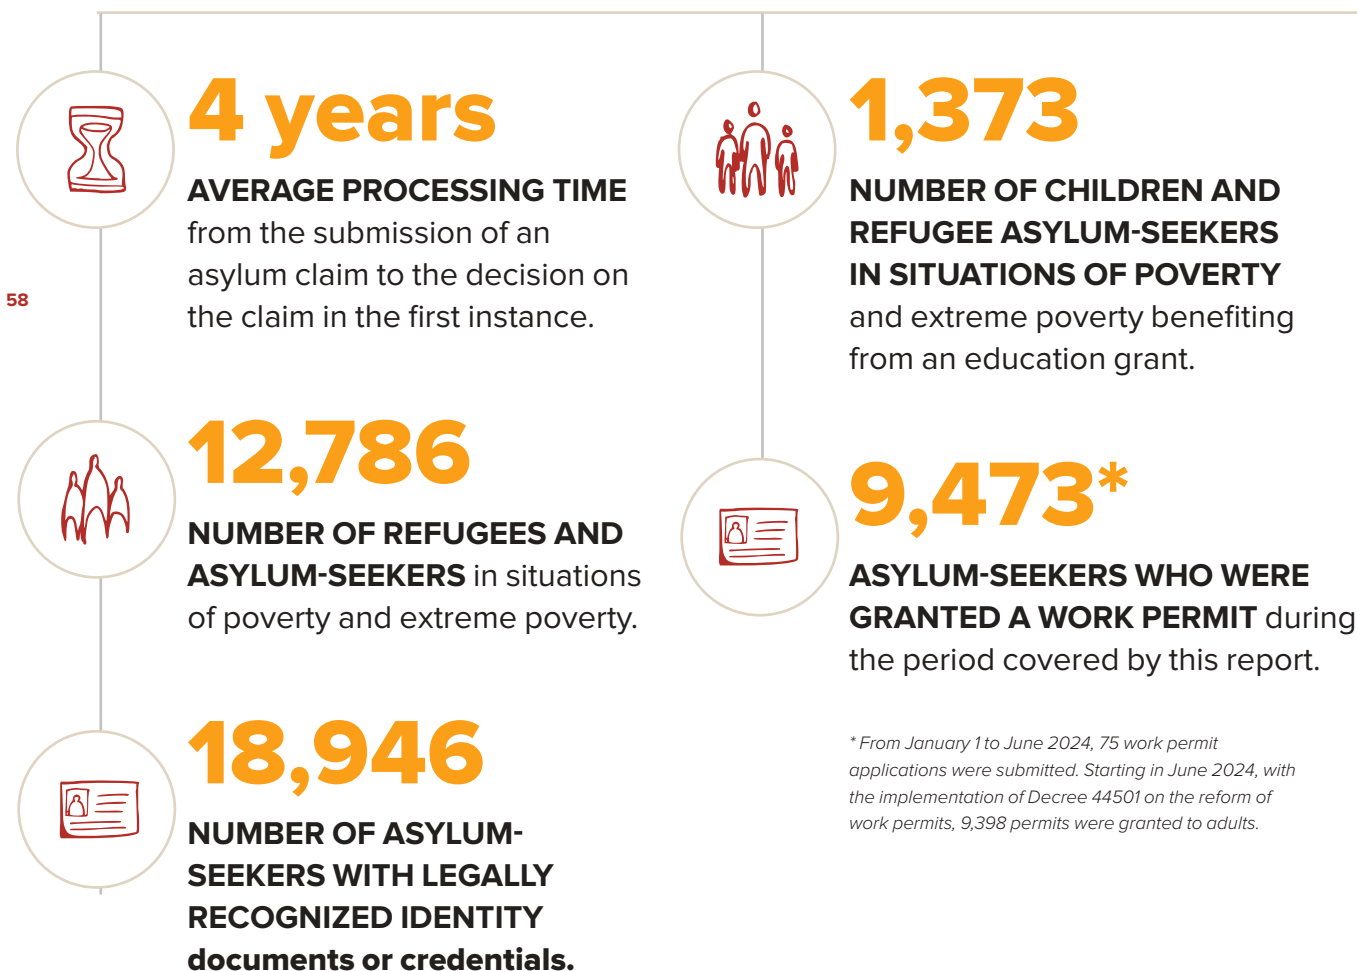 58
4 years
AVERAGE PROCESSING TIME
from the submission of an
asylum claim to the decision on
the claim in the first instance.
12,786
NUMBER OF REFUGEES AND
ASYLUM-SEEKERS in situations
of poverty and extreme poverty.
18,946
NUMBER OF ASYLUM-
SEEKERS WITH LEGALLY
RECOGNIZED IDENTITY
documents or credentials.
1,373
NUMBER OF CHILDREN AND
REFUGEE ASYLUM-SEEKERS
IN SITUATIONS OF POVERTY
and extreme poverty benefiting
from an education grant.
9,473*
ASYLUM-SEEKERS WHO WERE
GRANTED A WORK PERMIT during
the period covered by this report.
* From January 1 to June 2024, 75 work permit
applications were submitted. Starting in June 2024, with
the implementation of Decree 44501 on the reform of
work permits, 9,398 permits were granted to adults.